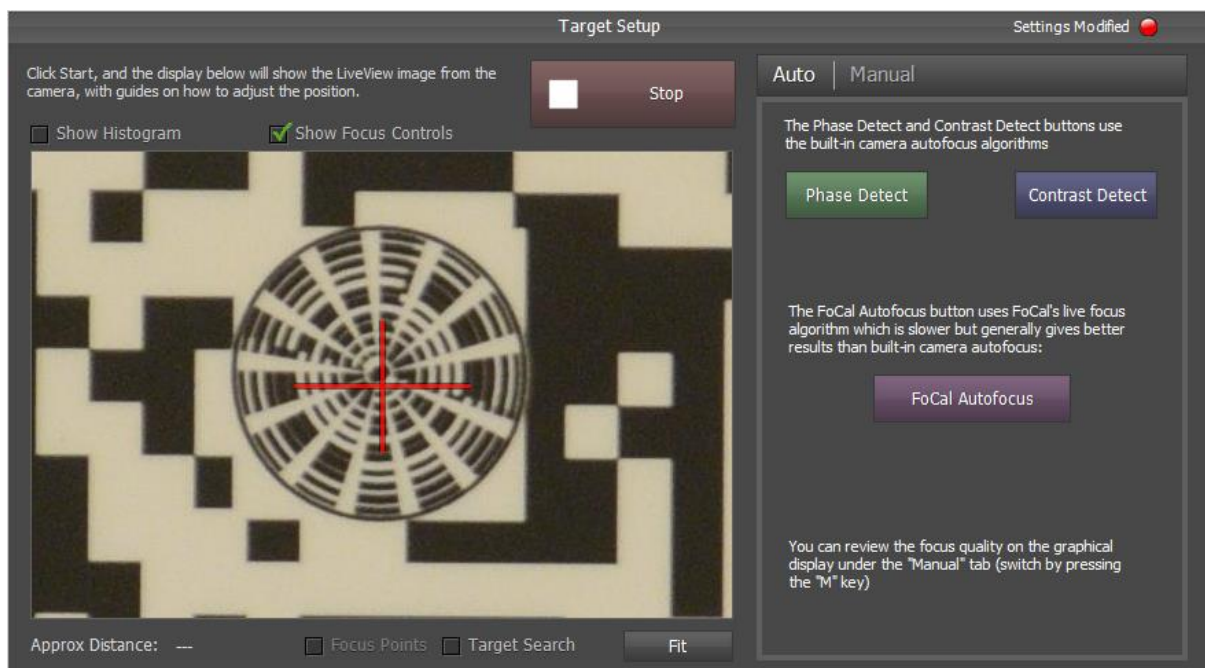 Target Setup
Settings Modified
Click Start, and the display below will show the LiveView image from the
camera, with guides on how to adjust the position.
Stop
Show Histogram
Show Focus Controls
Auto
Manual
The Phase Detect and Contrast Detect buttons use
the built-in camera autofocus algorithms
Phase Detect
Contrast Detect
The FoCal Autofocus button uses FoCal's live focus
algorithm which is slower but generally gives better
results than built-in camera autofocus:
FoCal Autofocus
You can review the focus quality on the graphical
display under the "Manual" tab (switch by pressing
the "M" key)
Approx Distance: ---
Focus Points
Target Search
Fit